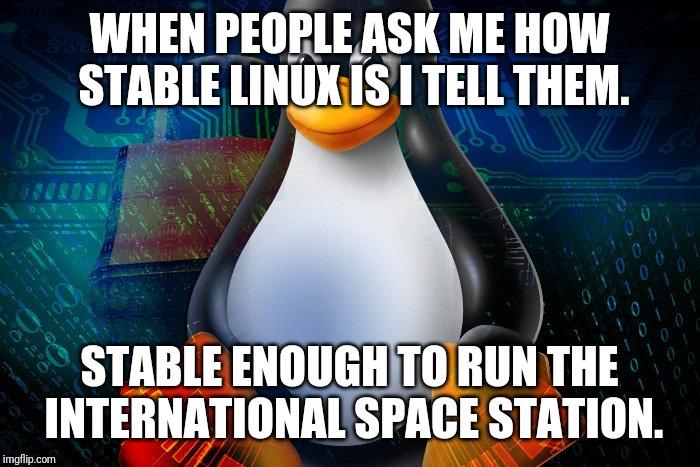 WHEN PEOPLE ASK ME HOW
STABLE LINUX IS I TELL THEM.
STABLE ENOUGH TO RUN THE
INTERNATIONAL SPACE STATION.
imgflip.com